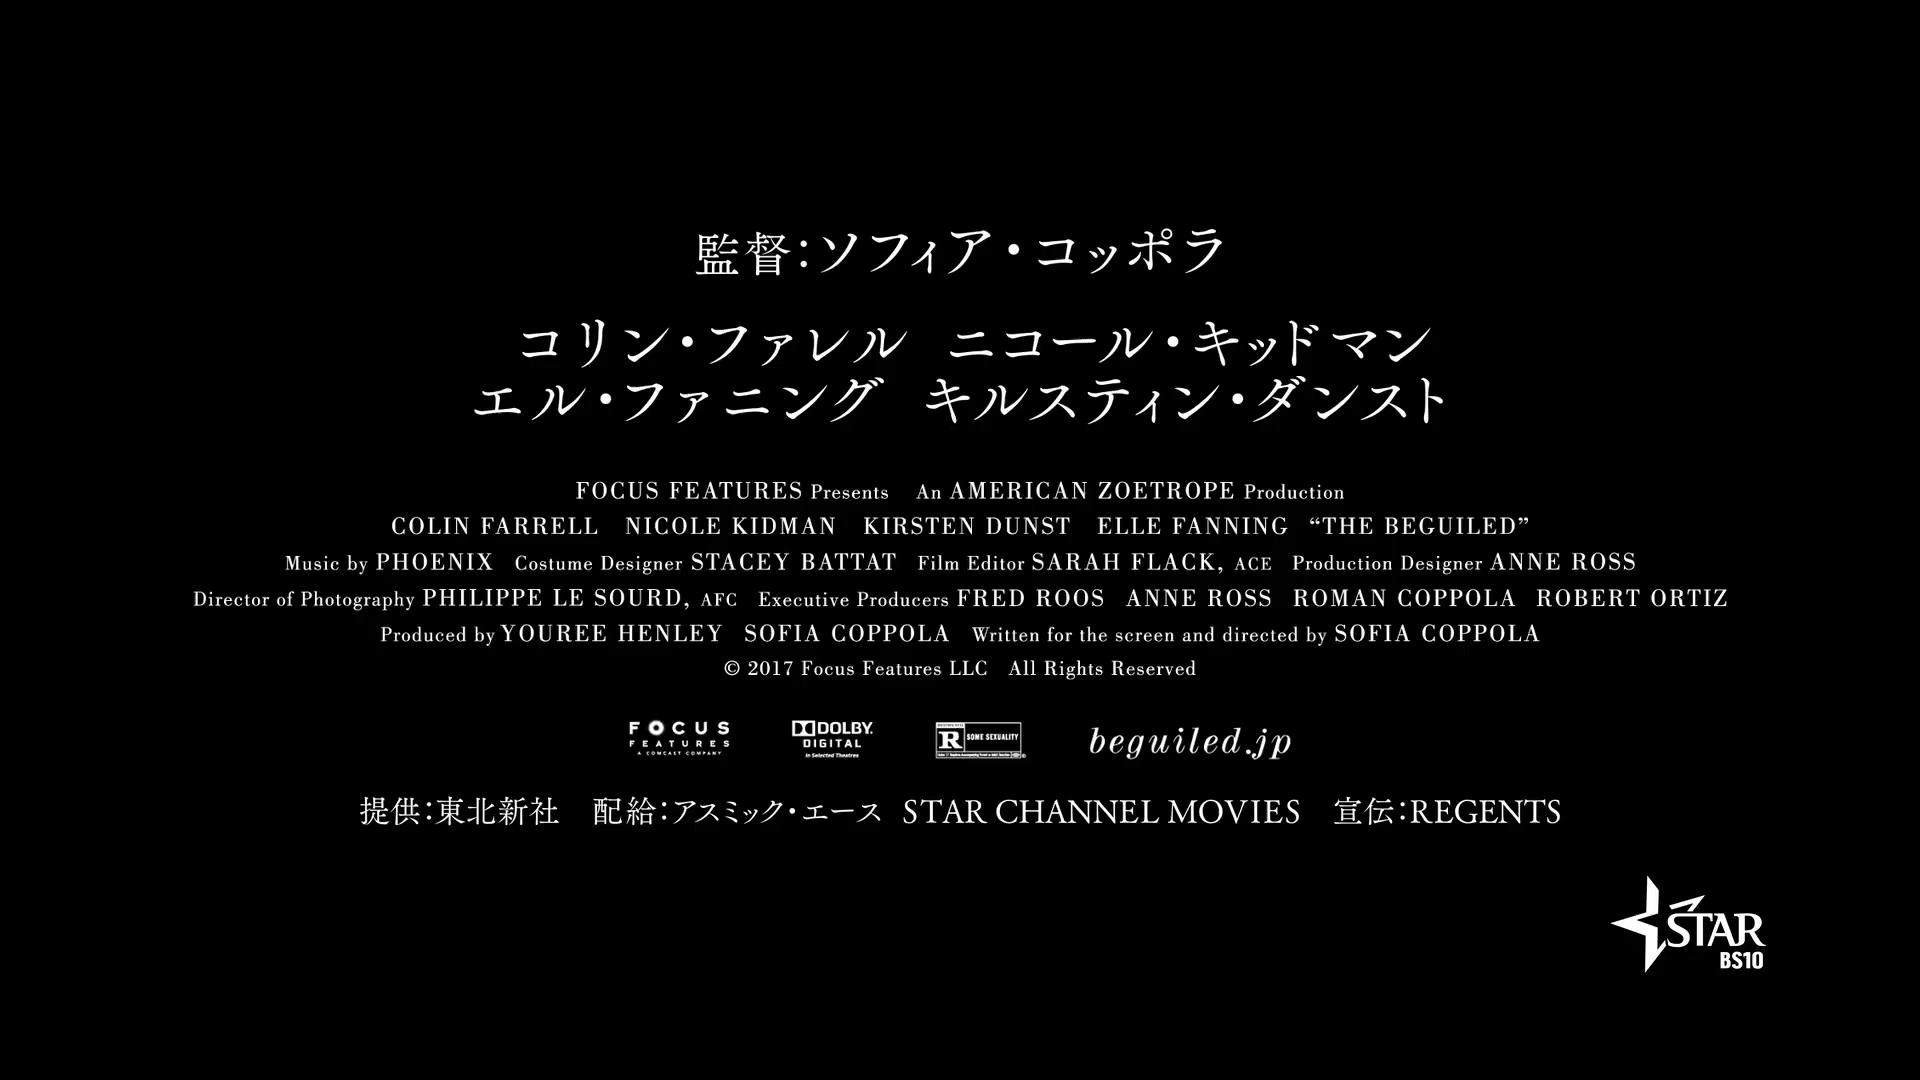 監督：ソフィア・コッポラ
コリン・ファレル ニコール・キッドマン
エル・ファニング キルスティン・ダンスト
FOCUS FEATURES Presents An AMERICAN ZOETROPE Production
COLIN FARRELL NICOLE KIDMAN KIRSTEN DUNST ELLE FANNING “THE BEGUILED”
Music by PHOENIX Costume Designer STACEY BATTAT Film Editor SARAH FLACK, ACE Production Designer ANNE ROSS
Director of Photography PHILIPPE LE SOURD, AFC Executive Producers FRED ROOS ANNE ROSS ROMAN COPPOLA ROBERT ORTIZ
Produced by YOUREE HENLEY SOFIA COPPOLA Written for the screen and directed by SOFIA COPPOLA
© 2017 Focus Features LLC All Rights Reserved
FOCUS
FEATURES
A COMCAST COMPANY
DOLBY.
DIGITAL
In Selected Theatres
R SOME SEXUALITY
beguiled.jp
提供：東北新社 配給：アスミック・エース STAR CHANNEL MOVIES 宣伝：REGENTS
STAR
BS10